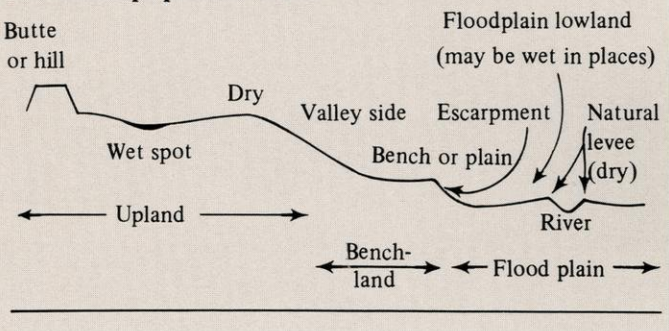 Butte
or hill
Floodplain lowland
(may be wet in places)
Dry
Valley side
Escarpment
Natural
levee
(dry)
Wet spot
Bench or plain
River
Upland
Bench-
land
Flood plain